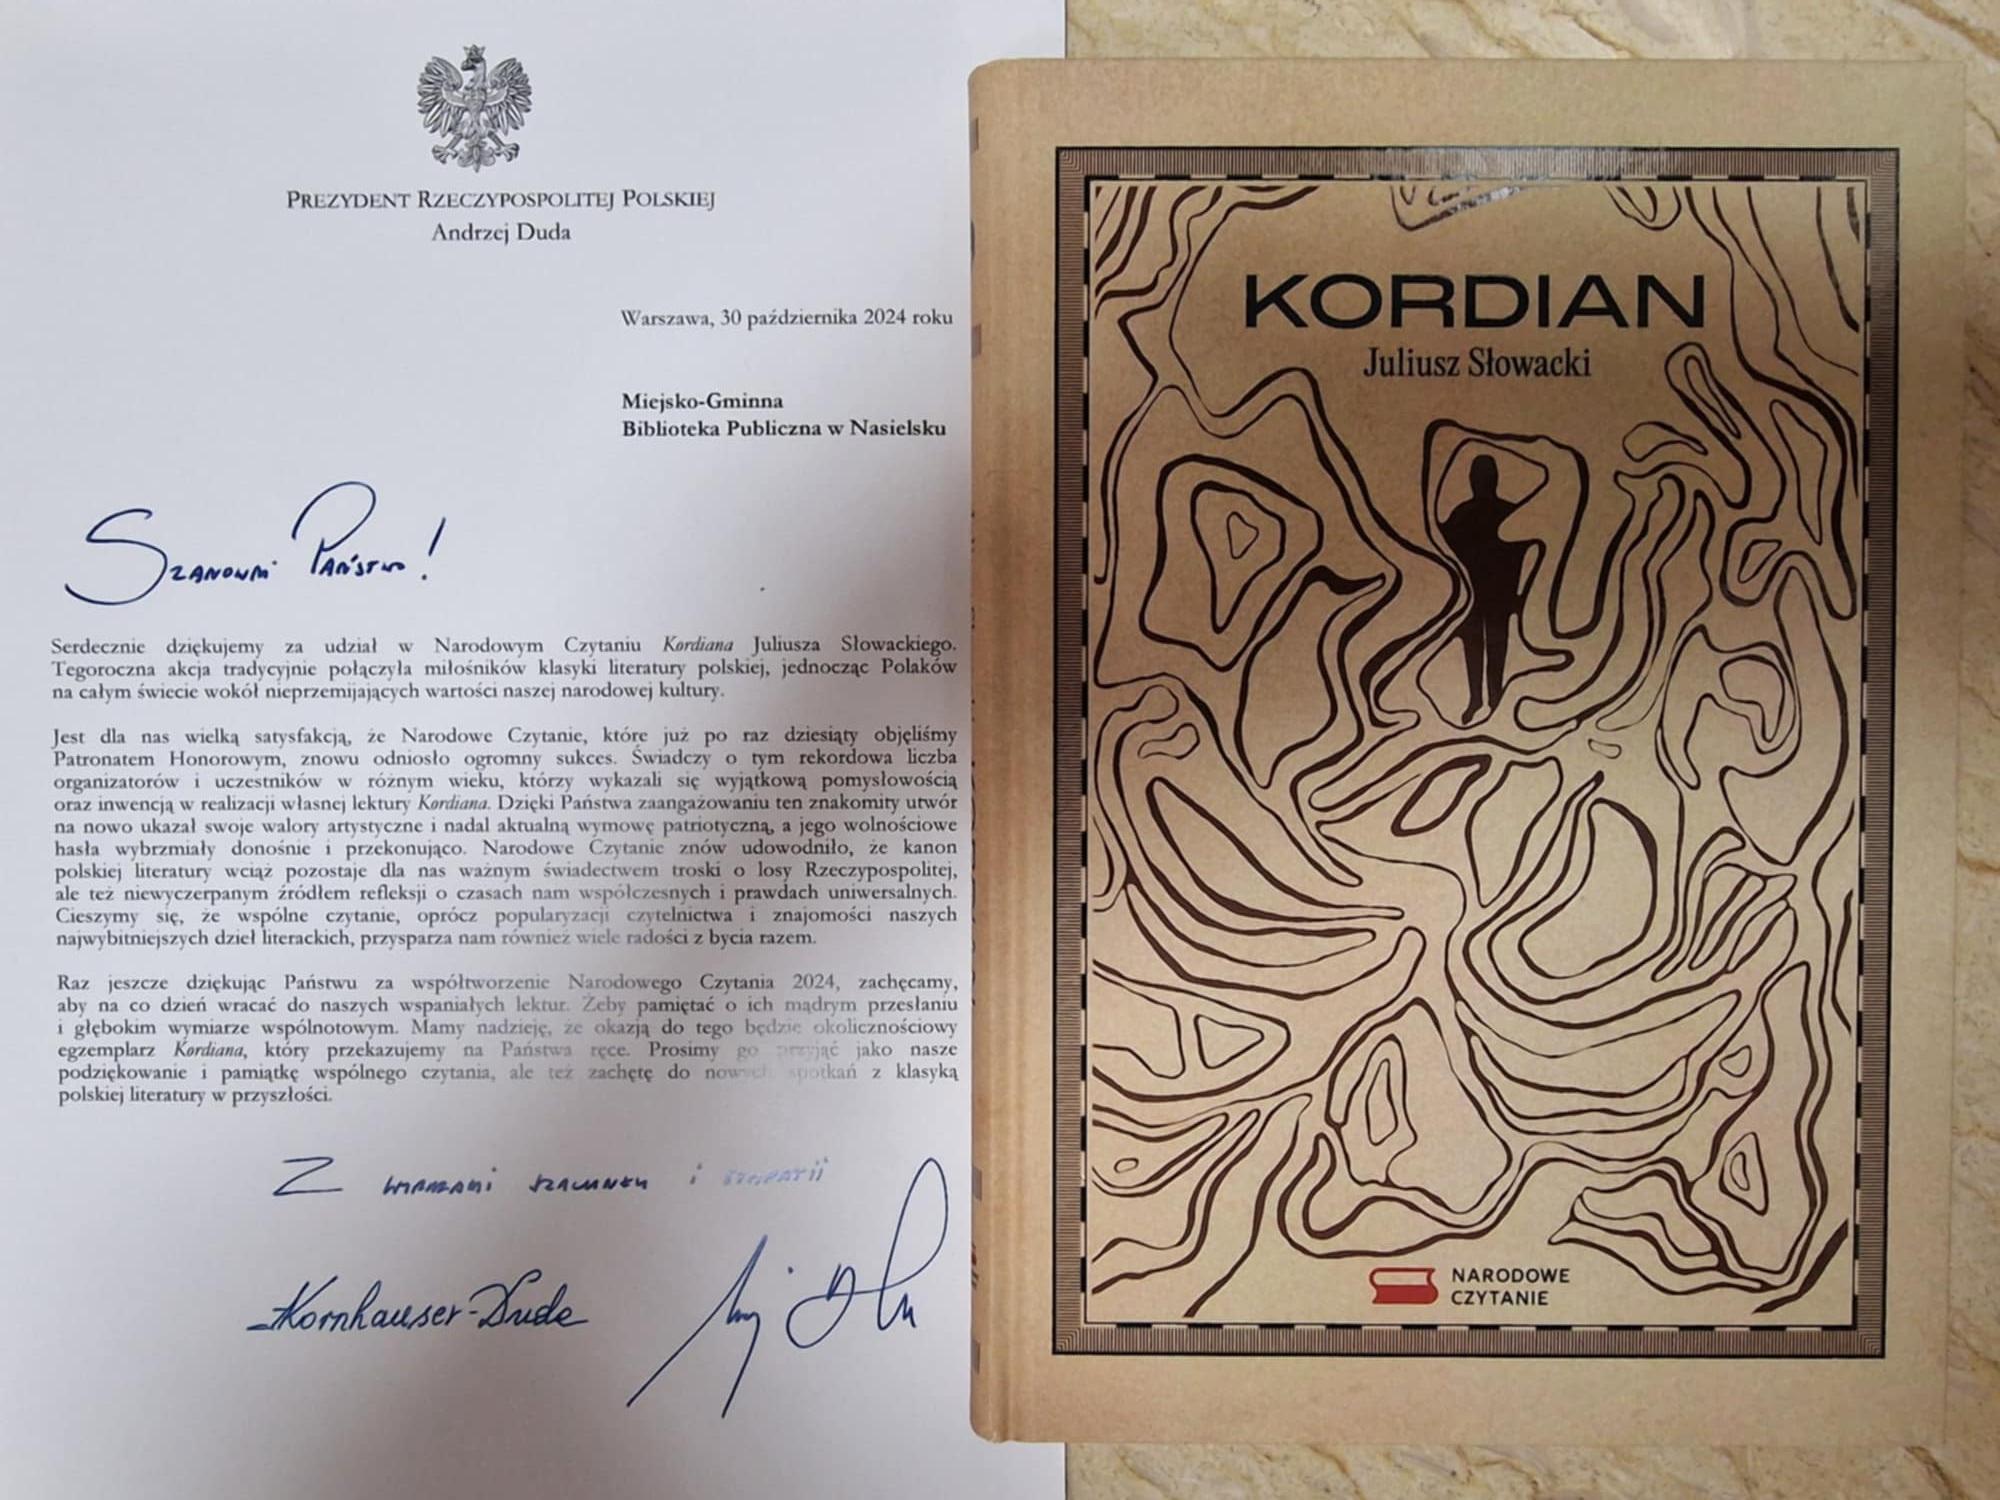 PREZYDENT RZECZYPOSPOLITEJ POLSKIEJ
Andrzej Duda
Warszawa, 30 października 2024 roku
Miejsko-Gminna
Biblioteka Publiczna w Nasielsku
Szanowni Państwo!
Serdecznie dziękujemy za udział w Narodowym Czytaniu Kordiana Juliusza Słowackiego.
Tegoroczna akcja tradycyjnie połączyła miłośników klasyki literatury polskiej, jednocząc Polaków
na całym świecie wokół nieprzemijających wartości naszej narodowej kultury.
Jest dla nas wielką satysfakcją, że Narodowe Czytanie, które już po raz dziesiąty objęliśmy
Patronatem Honorowym, znowu odniosło ogromny sukces. Świadczy o tym rekordowa liczba
organizatorów i uczestników w różnym wieku, którzy wykazali się wyjątkową pomysłowością
oraz inwencją w realizacji własnej lektury Kordiana. Dzięki Państwa zaangażowaniu ten znakomity utwór
na nowo ukazał swoje walory artystyczne i nadal aktualną wymowę patriotyczną, a jego wolnościowe
hasła wybrzmiały donośnie i przekonująco. Narodowe Czytanie znów udowodniło, że kanon
polskiej literatury wciąż pozostaje dla nas ważnym świadectwem troski o losy Rzeczypospolitej,
ale też niewyczerpanym źródłem refleksji o czasach nam współczesnych i prawdach uniwersalnych.
Cieszymy się, że wspólne czytanie, oprócz popularyzacji czytelnictwa i znajomości naszych
najwybitniejszych dzieł literackich, przysparza nam również wiele radości z bycia razem.
Raz jeszcze dziękując Państwu za współtworzenie Narodowego Czytania 2024, zachęcamy,
aby na co dzień wracać do naszych wspaniałych lektur. Żeby pamiętać o ich mądrym przesłaniu
i głębokim wymiarze wspólnotowym. Mamy nadzieję, że okazją do tego będzie okolicznościowy
egzemplarz Kordiana, który przekazujemy na Państwa ręce. Prosimy go przyjąć jako nasze
podziękowanie i pamiątkę wspólnego czytania, ale też zachętę do nowych spotkań z klasyką
polskiej literatury w przyszłości.
Z wyrazami szacunku i sympatii
Kornhauser-Duda
KORDIAN
Juliusz Słowacki
NARODOWE
CZYTANIE